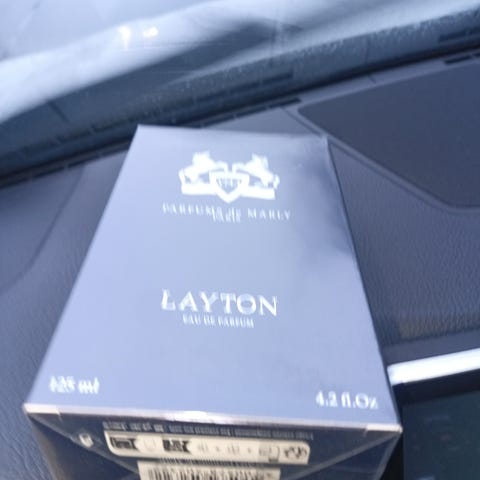 PARFUMS de MARLY
PARIS
LAYTON
EAU DE PARFUM
125 ml
4.2 fl.Oz